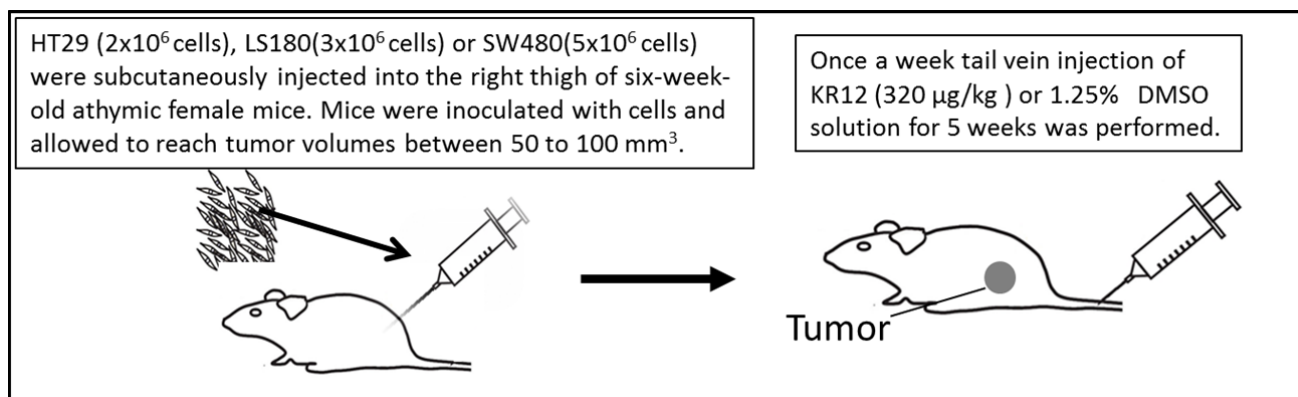 HT29 (2x10⁶ cells), LS180(3x10⁶ cells) or SW480(5x10⁶ cells)
were subcutaneously injected into the right thigh of six-week-
old athymic female mice. Mice were inoculated with cells and
allowed to reach tumor volumes between 50 to 100 mm³.
Once a week tail vein injection of
KR12 (320 µg/kg ) or 1.25% DMSO
solution for 5 weeks was performed.
Tumor